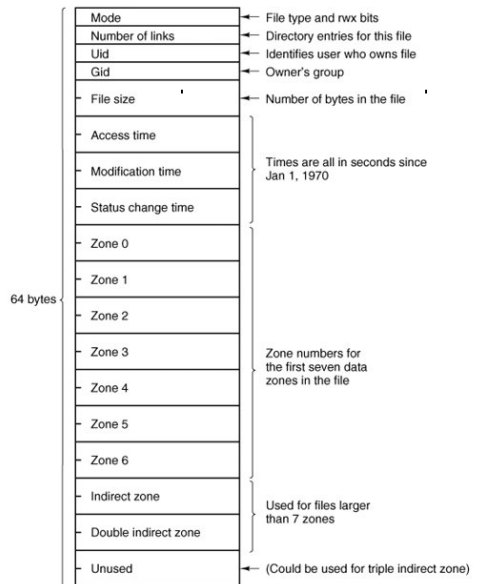 Mode
File type and rwx bits
Number of links
Directory entries for this file
Uid
Identifies user who owns file
Gid
Owner's group
File size
Number of bytes in the file
Access time
Modification time
Times are all in seconds since
Jan 1, 1970
Status change time
Zone 0
Zone 1
64 bytes
Zone 2
Zone 3
Zone numbers for
the first seven data
zones in the file
Zone 4
Zone 5
Zone 6
Indirect zone
Used for files larger
than 7 zones
Double indirect zone
Unused
(Could be used for triple indirect zone)